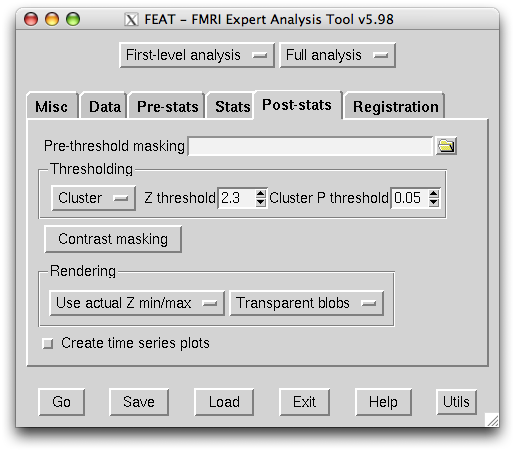 FEAT - FMRI Expert Analysis Tool v5.98
First-level analysis Full analysis
Misc Data Pre-stats Stats Post-stats Registration
Pre-threshold masking
Thresholding
Cluster Z threshold 2.3 Cluster P threshold 0.05
Contrast masking
Rendering
Use actual Z min/max Transparent blobs
Create time series plots
Go Save Load Exit Help Utils